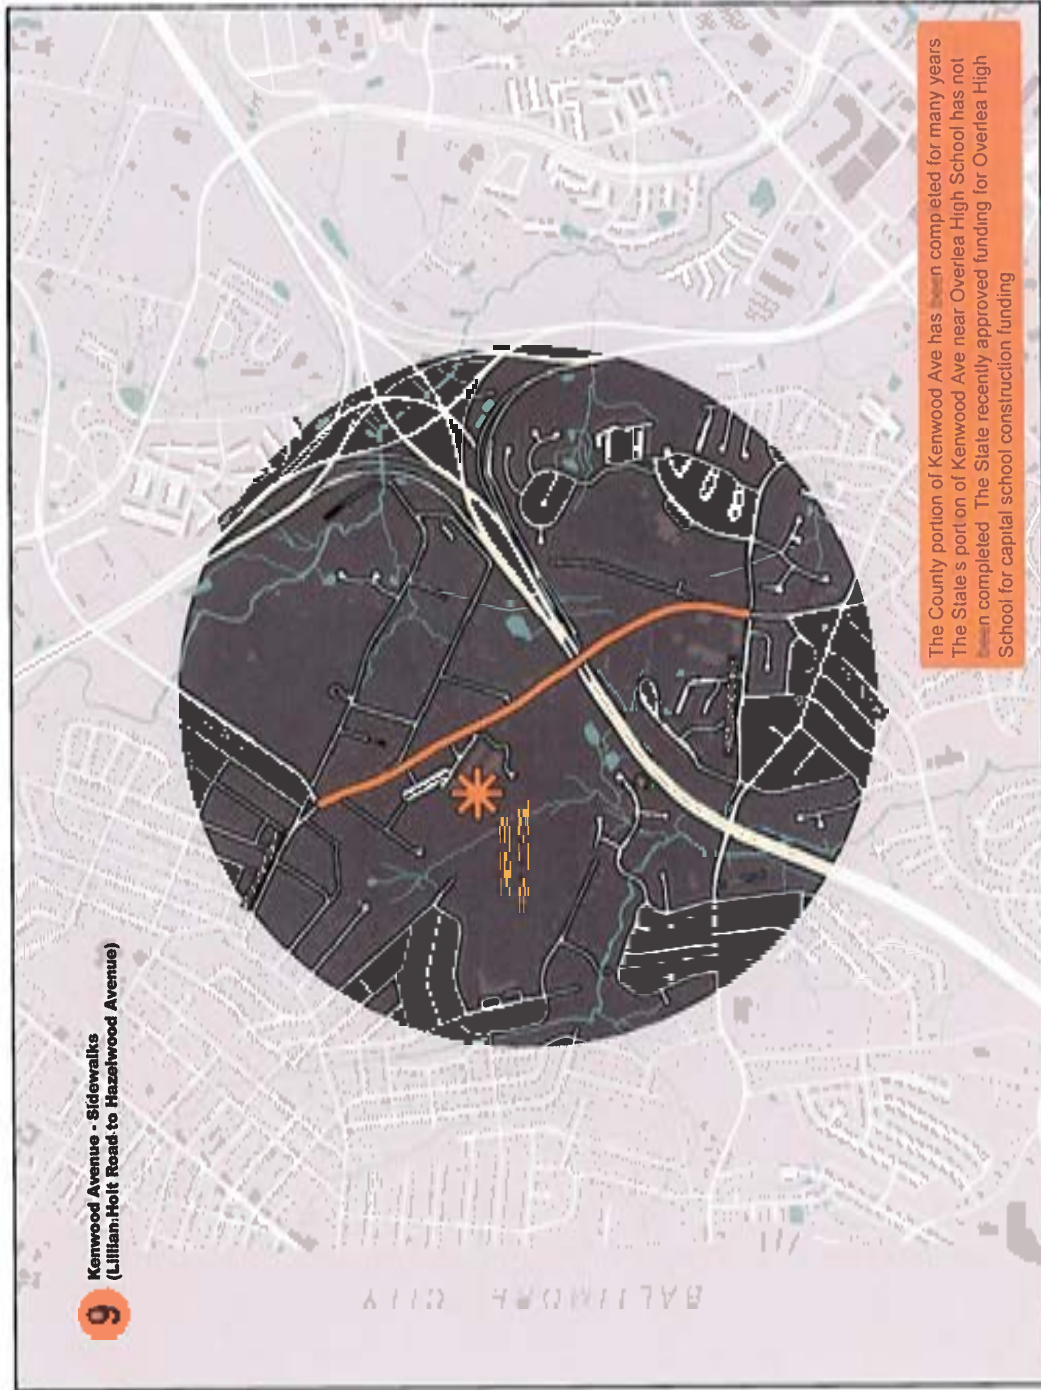 9
Kenwood Avenue - Sidewalks
(Lillian Holt Road to Hazelwood Avenue)
The County portion of Kenwood Ave has been completed for many years
The State s portion of Kenwood Ave near Overlea High School has not
been completed The State recently approved funding for Overlea High
School for capital school construction funding
BALTIMORE CITY